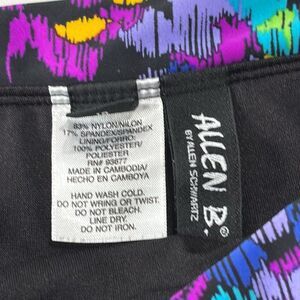 83% NYLON/NILON
17% SPANDEX/SPANDEX
LINING/FORRO:
100% POLYESTER/
POLIESTER
RN# 93677
MADE IN CAMBODIA/
HECHO EN CAMBOYA
HAND WASH COLD.
DO NOT WRING OR TWIST.
DO NOT BLEACH.
LINE DRY.
DO NOT IRON.
ALLEN B.
BY ALLEN SCHWARTZ